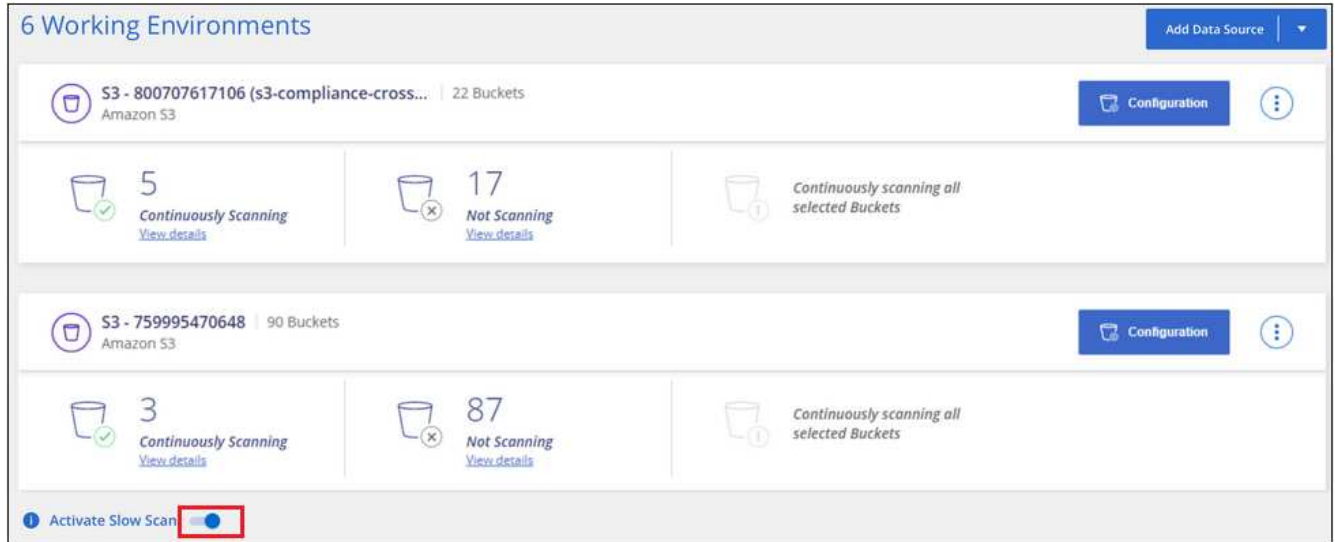 6 Working Environments
Add Data Source
S3 - 800707617106 (s3-compliance-cross... 22 Buckets
Amazon S3
Configuration
5
Continuously Scanning
View details
17
Not Scanning
View details
Continuously scanning all
selected Buckets
S3 - 759995470648 90 Buckets
Amazon S3
Configuration
3
Continuously Scanning
View details
87
Not Scanning
View details
Continuously scanning all
selected Buckets
Activate Slow Scan